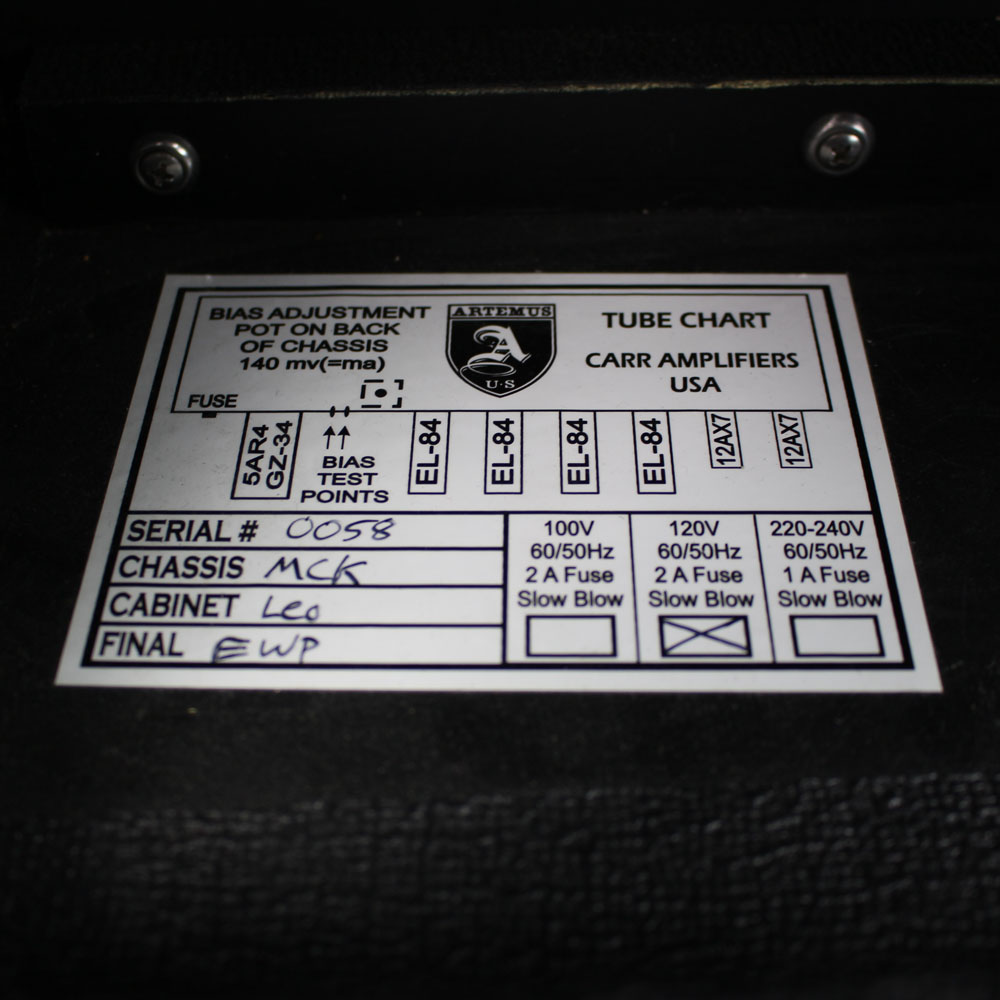 BIAS ADJUSTMENT
POT ON BACK
OF CHASSIS
140 mv(=ma)
ARTEMUS
A
U·S
TUBE CHART
CARR AMPLIFIERS
USA
FUSE
5AR4
GZ-34
BIAS
TEST
POINTS
EL-84
EL-84
EL-84
EL-84
12AX7
12AX7
SERIAL # 0058
CHASSIS MCK
CABINET Leo
FINAL EWP
100V
60/50Hz
2 A Fuse
Slow Blow
120V
60/50Hz
2 A Fuse
Slow Blow
220-240V
60/50Hz
1 A Fuse
Slow Blow